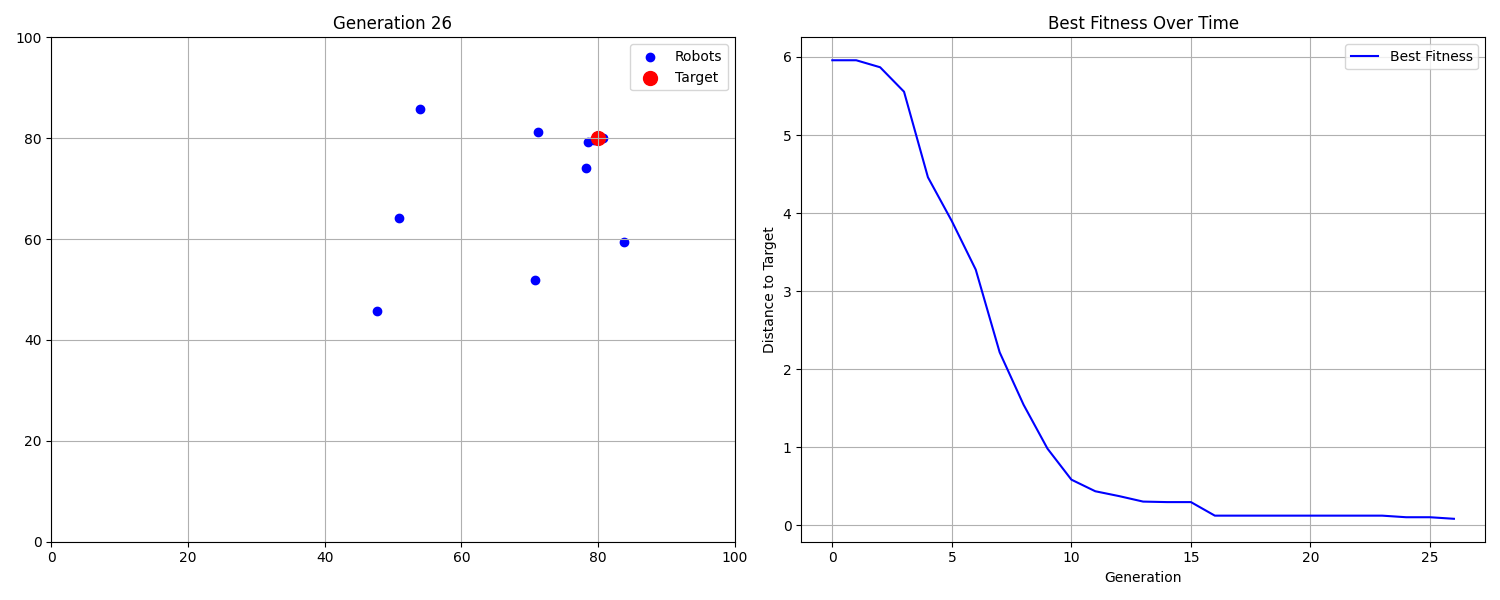 Generation 26
100
80
60
40
20
0
0 20 40 60 80 100
Robots
Target
Best Fitness Over Time
Distance to Target
6
5
4
3
2
1
0
0 5 10 15 20 25
Generation
Best Fitness